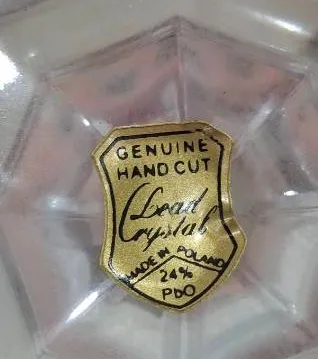 GENUINE
HAND CUT
Lead
Crystal
MADE IN POLAND
24%
PbO